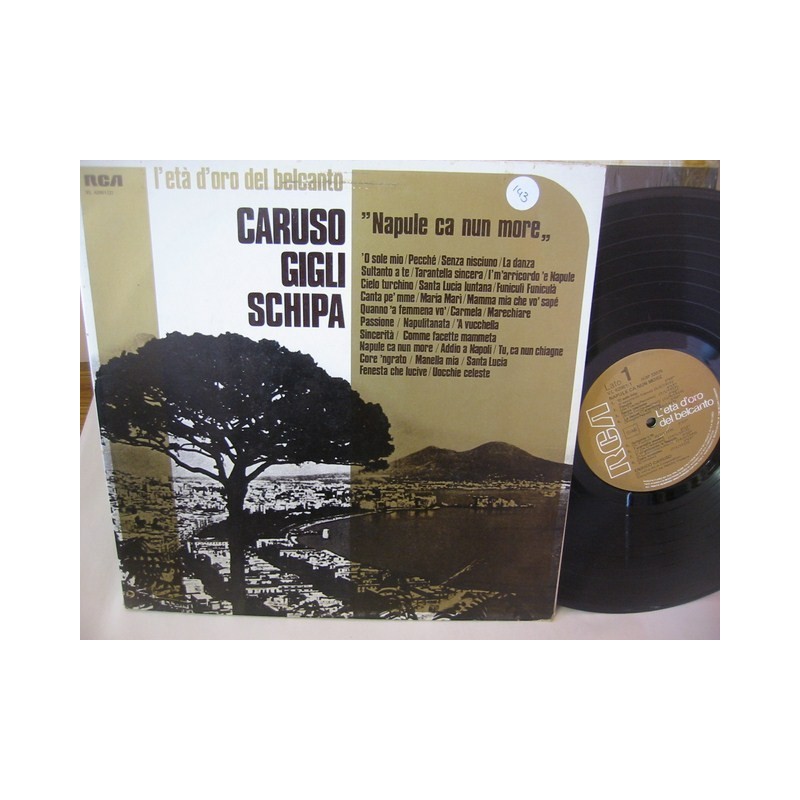 RCA
l'età d'oro del belcanto
143
CARUSO
GIGLI
SCHIPA
"Napule ca nun more„
'O sole mio / Pecché / Senza nisciuno / La danza
Sultanto a te / Tarantella sincera / I'm'arricordo 'e Napule
Cielo turchino / Santa Lucia luntana / Funiculì Funiculà
Canta pe' mme / Maria Marì / Mamma mia che vo' sapé
Quanno 'a femmena vo' / Carmela / Marechiare
Passione / Napulitanata / 'A vucchella
Sincerità / Comme facette mammeta
Napule ca nun more / Addio a Napoli / Tu, ca nun chiagne
Core 'ngrato / Manella mia / Santa Lucia
Fenesta che lucive / Uocchie celeste
RCA
1
L'età d'oro
del belcanto